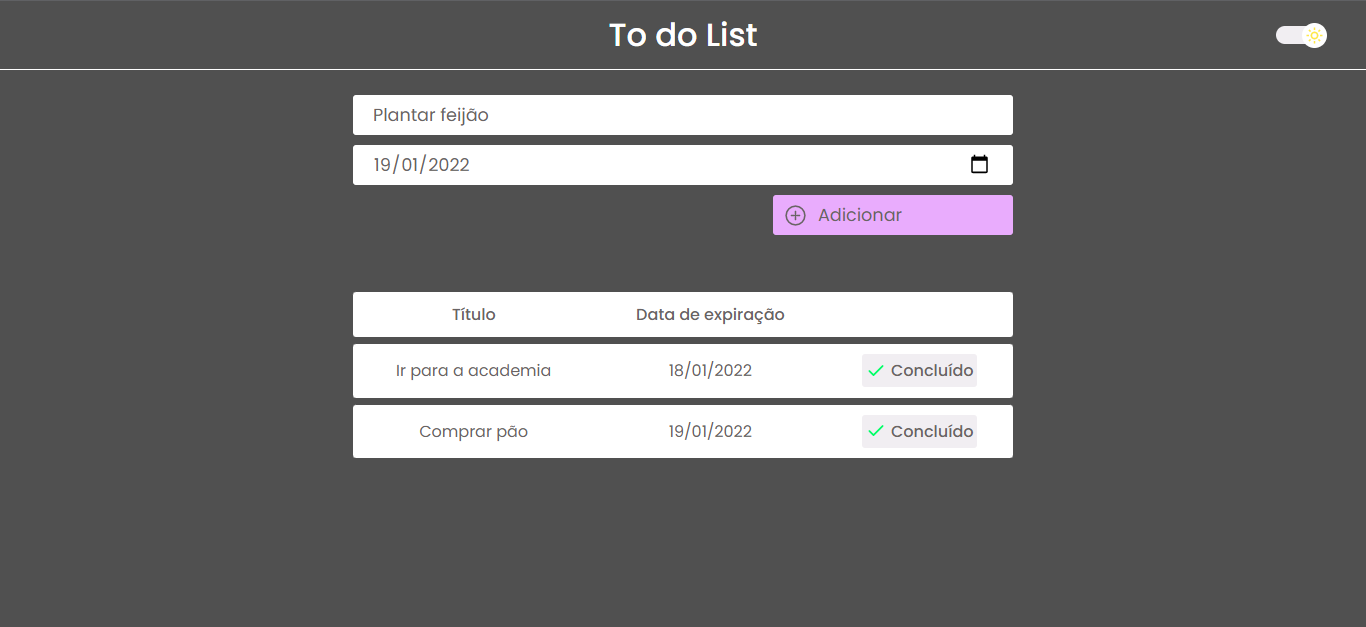 To do List
Plantar feijão
19/01/2022
Adicionar
Título Data de expiração
Ir para a academia 18/01/2022 Concluído
Comprar pão 19/01/2022 Concluído